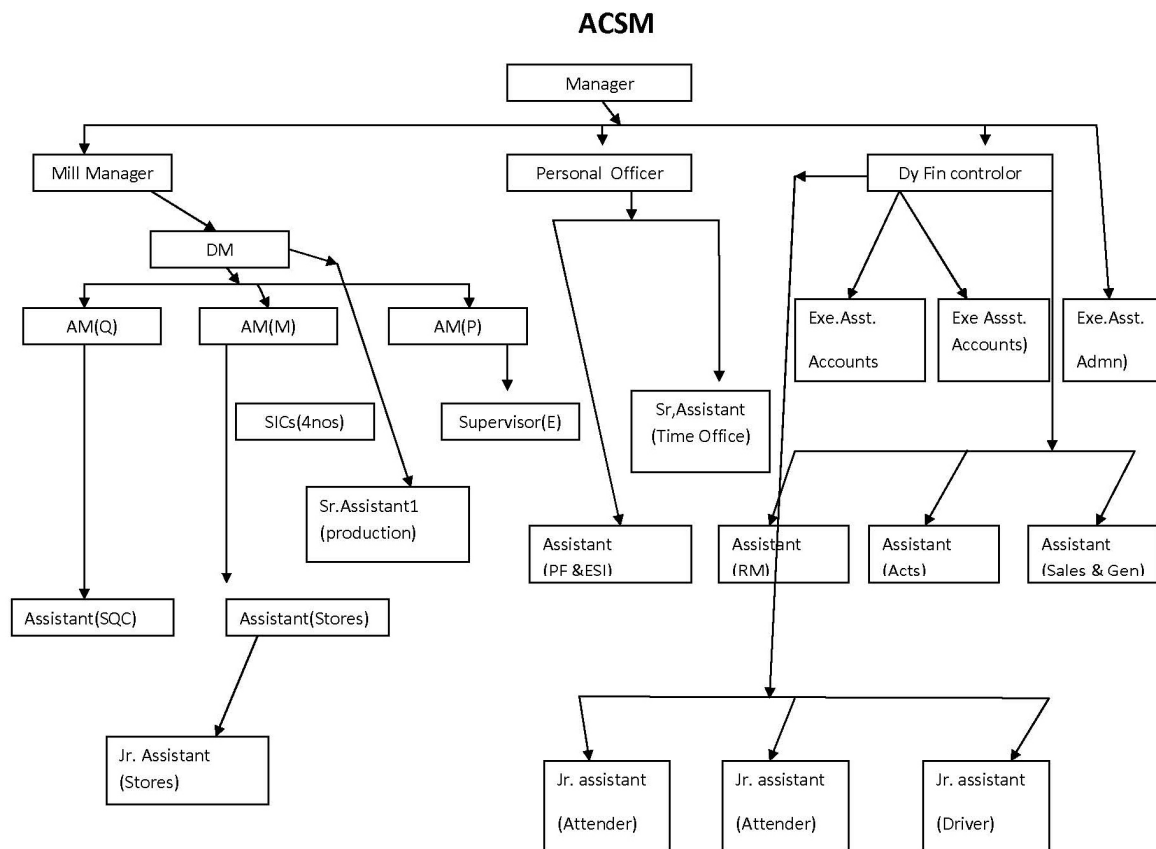 ACSM
Manager
Mill Manager
Personal Officer
Dy Fin controlor
DM
AM(Q)
AM(M)
AM(P)
Exe.Asst.
Accounts
Exe Assst.
Accounts)
Exe.Asst.
Admn)
SICs(4nos)
Supervisor(E)
Sr,Assistant
(Time Office)
Sr.Assistant1
(production)
Assistant
(PF &ESI)
Assistant
(RM)
Assistant
(Acts)
Assistant
(Sales & Gen)
Assistant(SQC)
Assistant(Stores)
Jr. Assistant
(Stores)
Jr. assistant
(Attender)
Jr. assistant
(Attender)
Jr. assistant
(Driver)